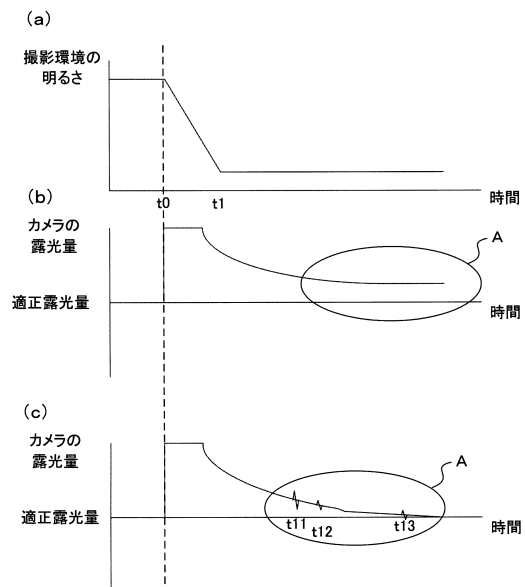 (a)
撮影環境の
明るさ
t0
t1
時間
(b)
カメラの
露光量
A
適正露光量
時間
(c)
カメラの
露光量
A
適正露光量
t11
t12
t13
時間